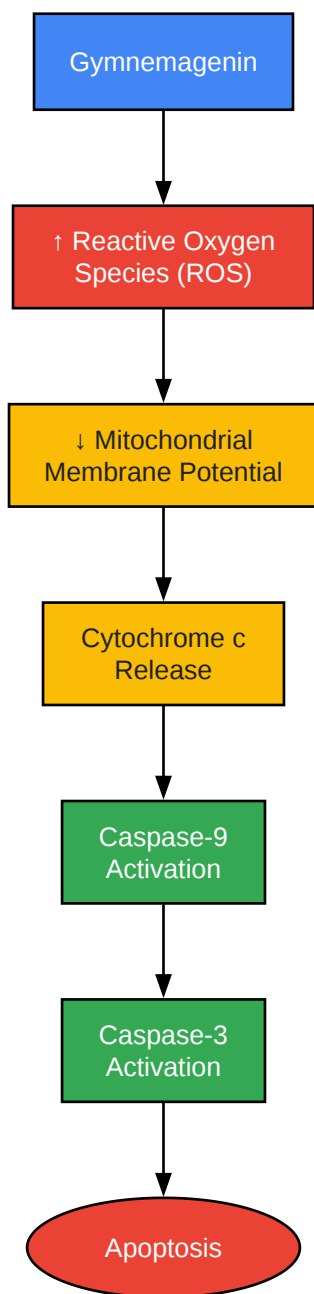 Gymnemagenin
↑ Reactive Oxygen
Species (ROS)
↓ Mitochondrial
Membrane Potential
Cytochrome c
Release
Caspase-9
Activation
Caspase-3
Activation
Apoptosis